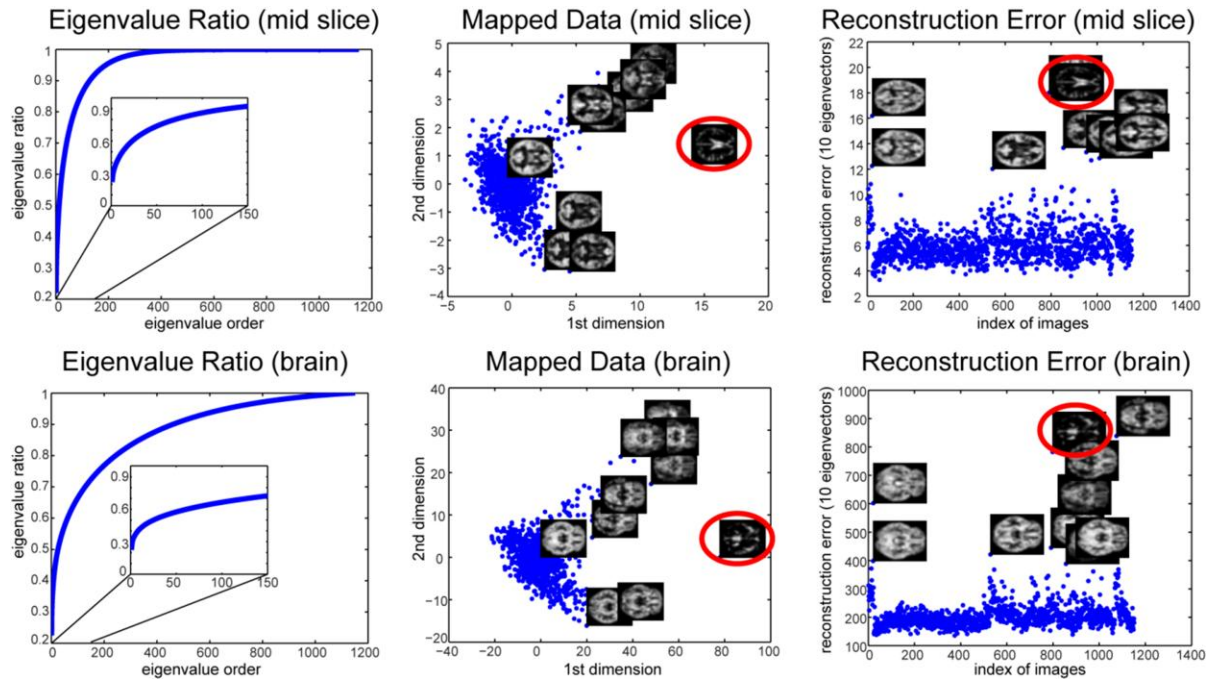 Eigenvalue Ratio (mid slice)
eigenvalue ratio
1
0.9
0.8
0.7
0.6
0.5
0.4
0.3
0.2
0.9
0.6
0.3
0
0 50 100 150
0 200 400 600 800 1000 1200
eigenvalue order
Mapped Data (mid slice)
2nd dimension
5
4
3
2
1
0
−1
−2
−3
−4
−5 0 5 10 15 20
1st dimension
Reconstruction Error (mid slice)
reconstruction error (10 eigenvectors)
22
20
18
16
14
12
10
8
6
4
2
0 200 400 600 800 1000 1200 1400
index of images
Eigenvalue Ratio (brain)
eigenvalue ratio
1
0.9
0.8
0.7
0.6
0.5
0.4
0.3
0.2
0.9
0.6
0.3
0
0 50 100 150
0 200 400 600 800 1000 1200
eigenvalue order
Mapped Data (brain)
2nd dimension
40
30
20
10
0
−10
−20
−40 −20 0 20 40 60 80 100
1st dimension
Reconstruction Error (brain)
reconstruction error (10 eigenvectors)
1000
900
800
700
600
500
400
300
200
100
0 200 400 600 800 1000 1200 1400
index of images